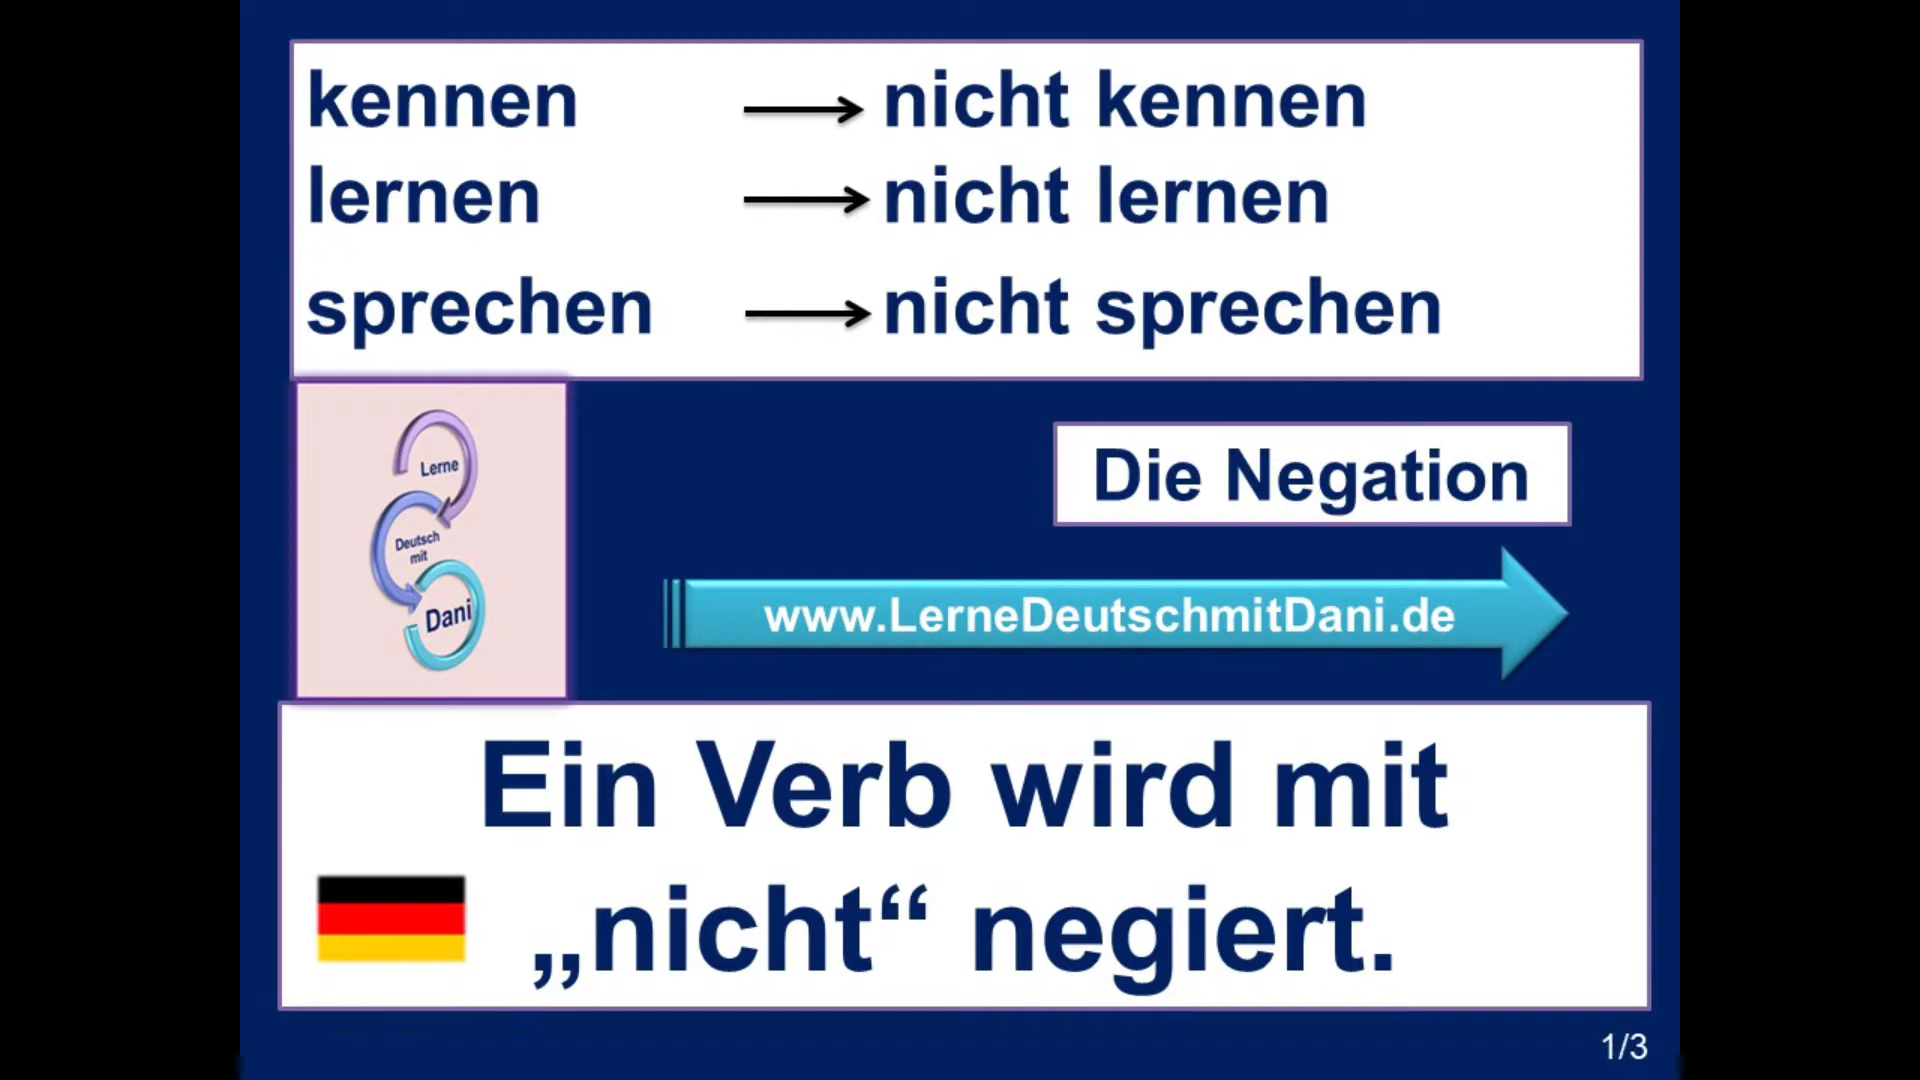 kennen nicht kennen
lernen nicht lernen
sprechen nicht sprechen
Lerne
Deutsch
mit
Dani
Die Negation
www.LerneDeutschmitDani.de
Ein Verb wird mit
„nicht“ negiert.
1/3